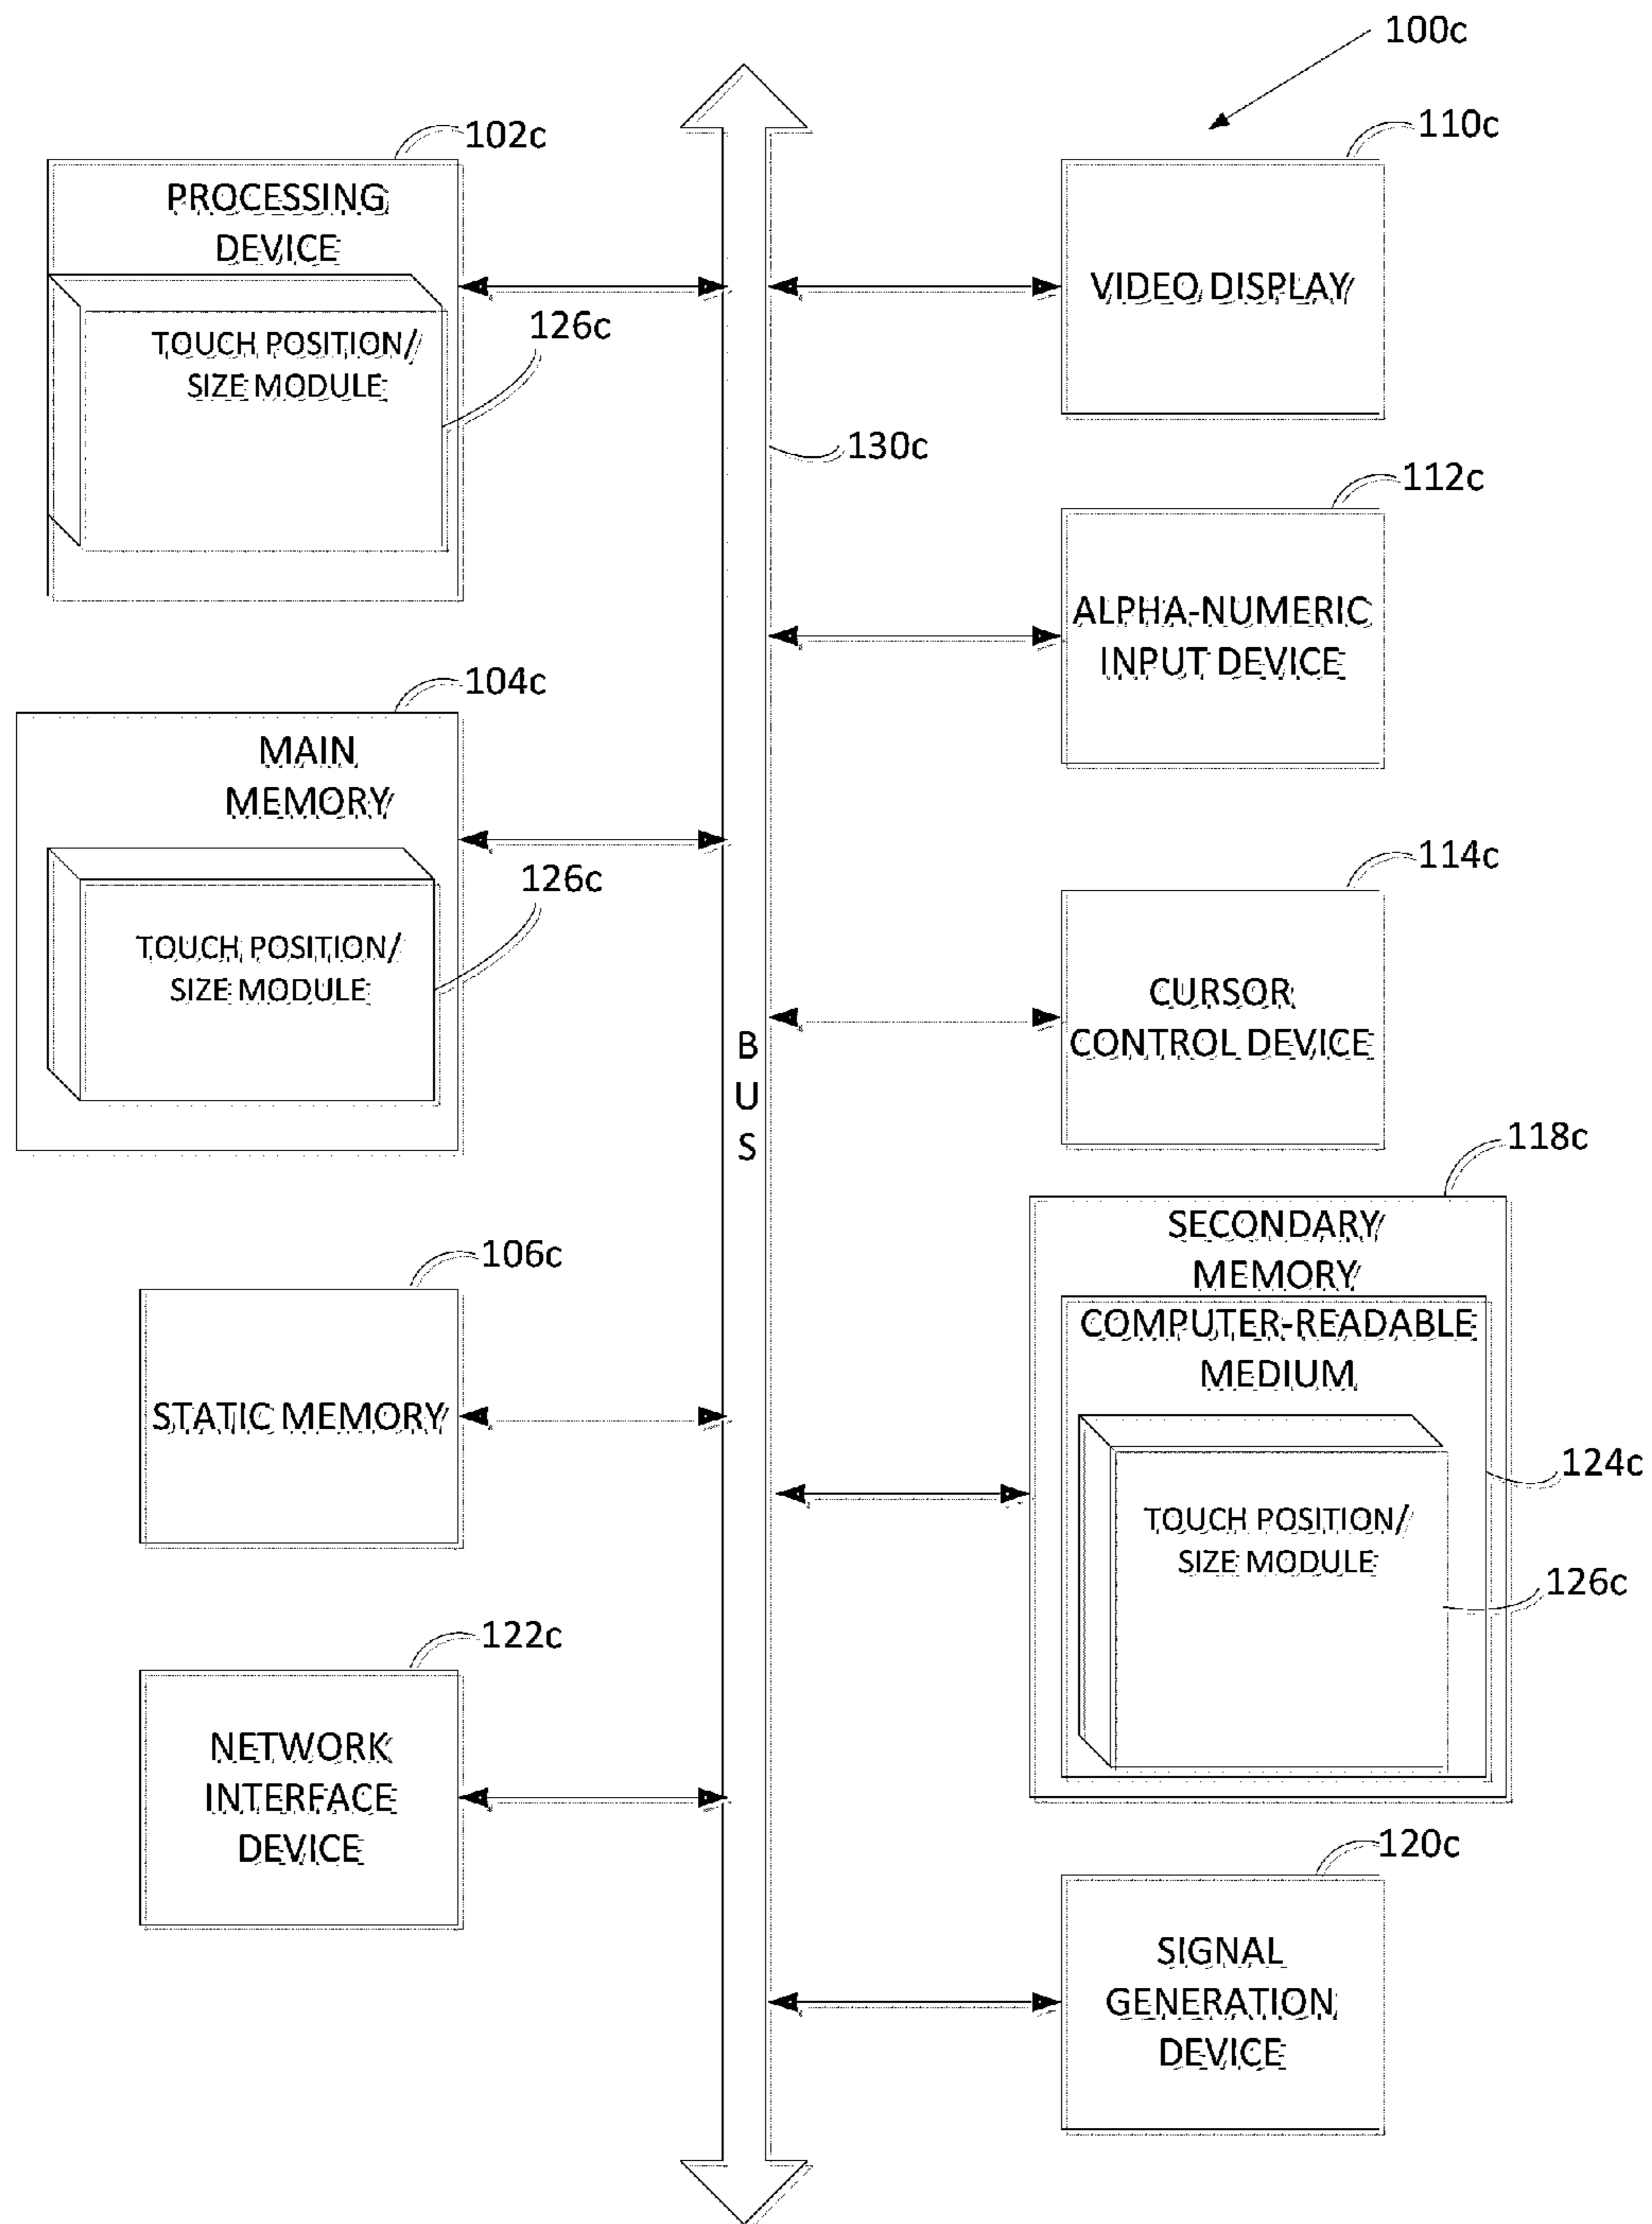 100c
102c
PROCESSING
DEVICE
TOUCH POSITION/
SIZE MODULE
126c
104c
MAIN
MEMORY
TOUCH POSITION/
SIZE MODULE
126c
106c
STATIC MEMORY
122c
NETWORK
INTERFACE
DEVICE
B
U
S
130c
110c
VIDEO DISPLAY
112c
ALPHA-NUMERIC
INPUT DEVICE
114c
CURSOR
CONTROL DEVICE
118c
SECONDARY
MEMORY
COMPUTER-READABLE
MEDIUM
124c
TOUCH POSITION/
SIZE MODULE
126c
120c
SIGNAL
GENERATION
DEVICE